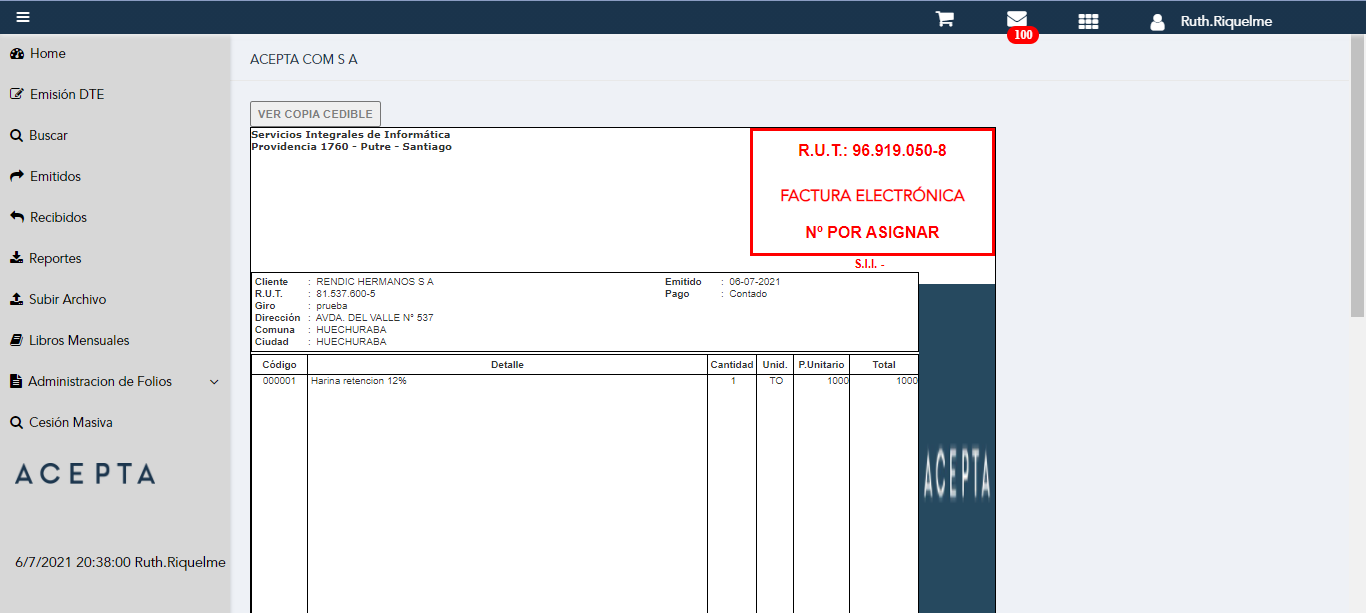 Ruth.Riquelme
100
Home
Emisión DTE
Buscar
Emitidos
Recibidos
Reportes
Subir Archivo
Libros Mensuales
Administracion de Folios
Cesión Masiva
ACEPTA
6/7/2021 20:38:00 Ruth.Riquelme
ACEPTA COM S A
VER COPIA CEDIBLE
Servicios Integrales de Informática
Providencia 1760 - Putre - Santiago
R.U.T.: 96.919.050-8
FACTURA ELECTRÓNICA
Nº POR ASIGNAR
S.I.I. -
Cliente : RENDIC HERMANOS S A Emitido : 06-07-2021
R.U.T. : 81.537.600-5 Pago : Contado
Giro : prueba
Dirección : AVDA. DEL VALLE N° 537
Comuna : HUECHURABA
Ciudad : HUECHURABA
Código Detalle Cantidad Unid. P.Unitario Total
000001 Harina retencion 12% 1 TO 1000 1000
ACEPTA